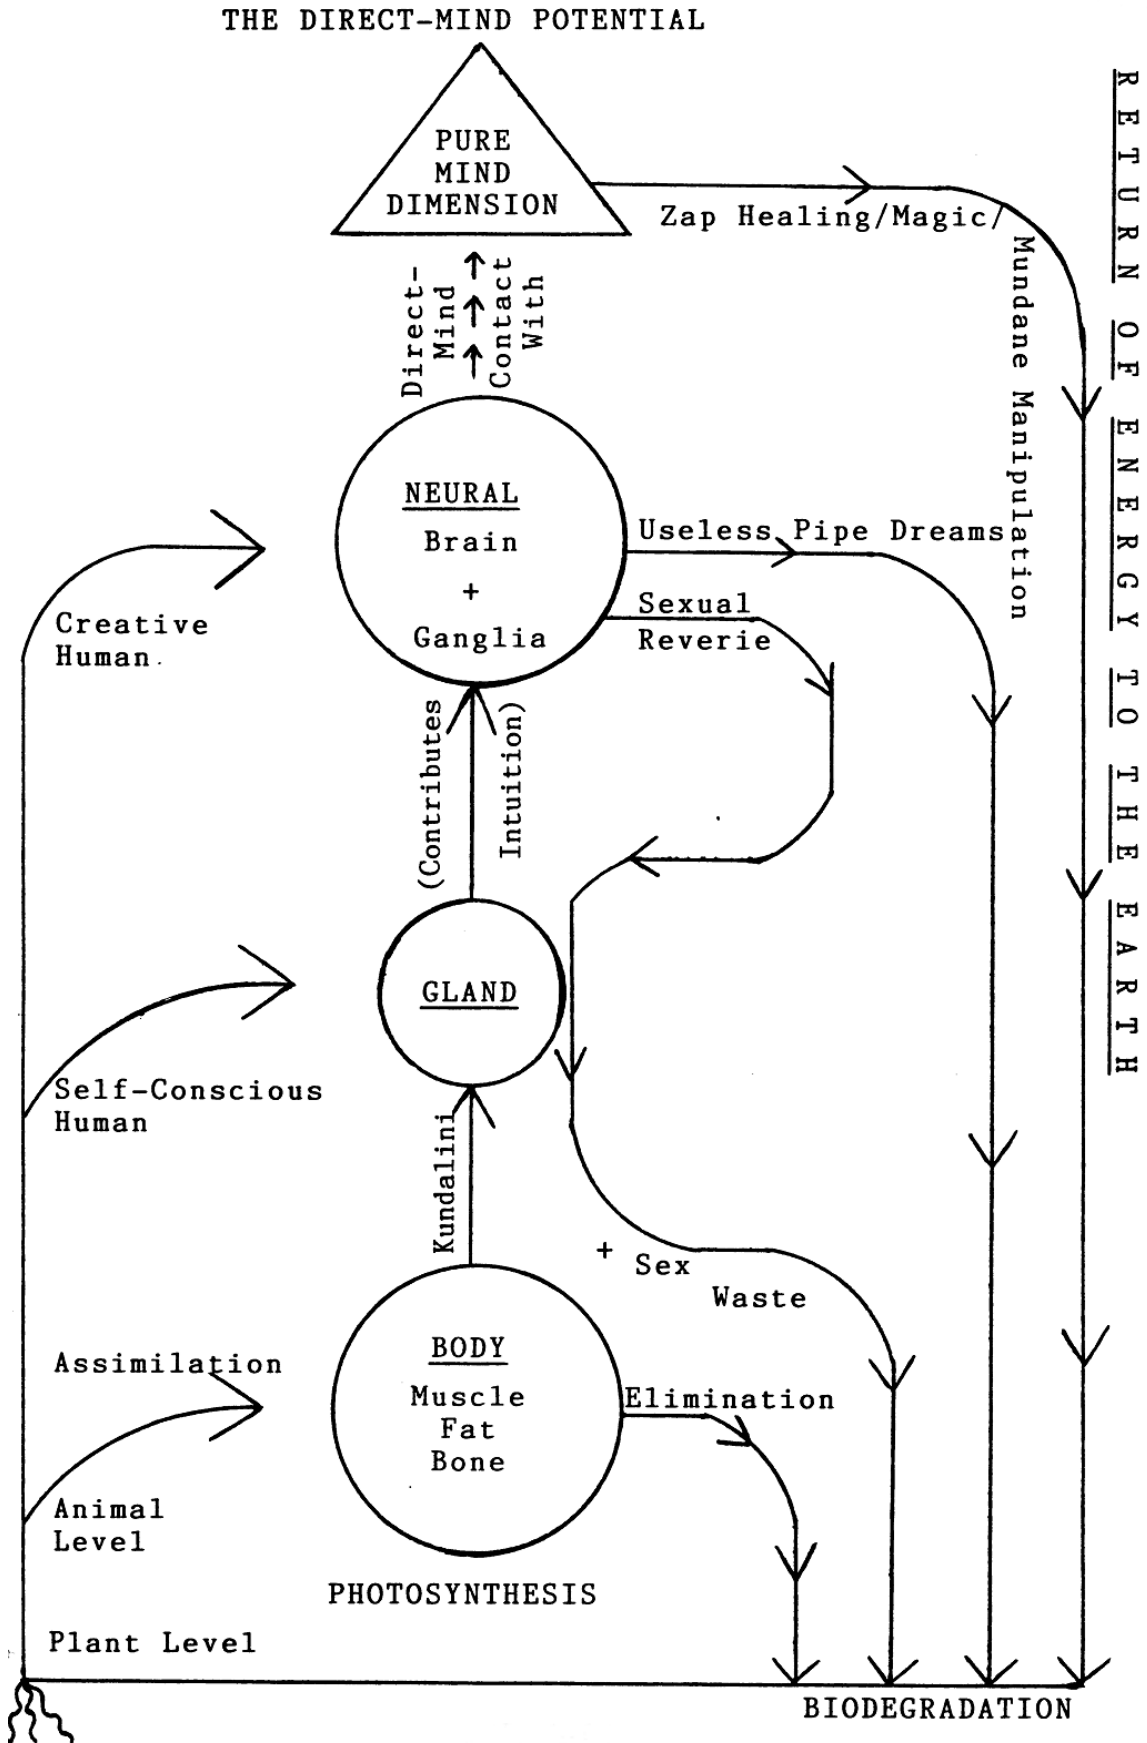 THE DIRECT-MIND POTENTIAL
PURE
MIND
DIMENSION
Zap Healing/Magic/
Mundane Manipulation
RETURN OF ENERGY TO THE EARTH
Direct-
Mind
Contact
With
NEURAL
Brain
+
Ganglia
Useless Pipe Dreams
Sexual
Reverie
Creative
Human
(Contributes
Intuition)
GLAND
Self-Conscious
Human
Kundalini
+ Sex
Waste
BODY
Muscle
Fat
Bone
Assimilation
Elimination
Animal
Level
PHOTOSYNTHESIS
Plant Level
BIODEGRADATION